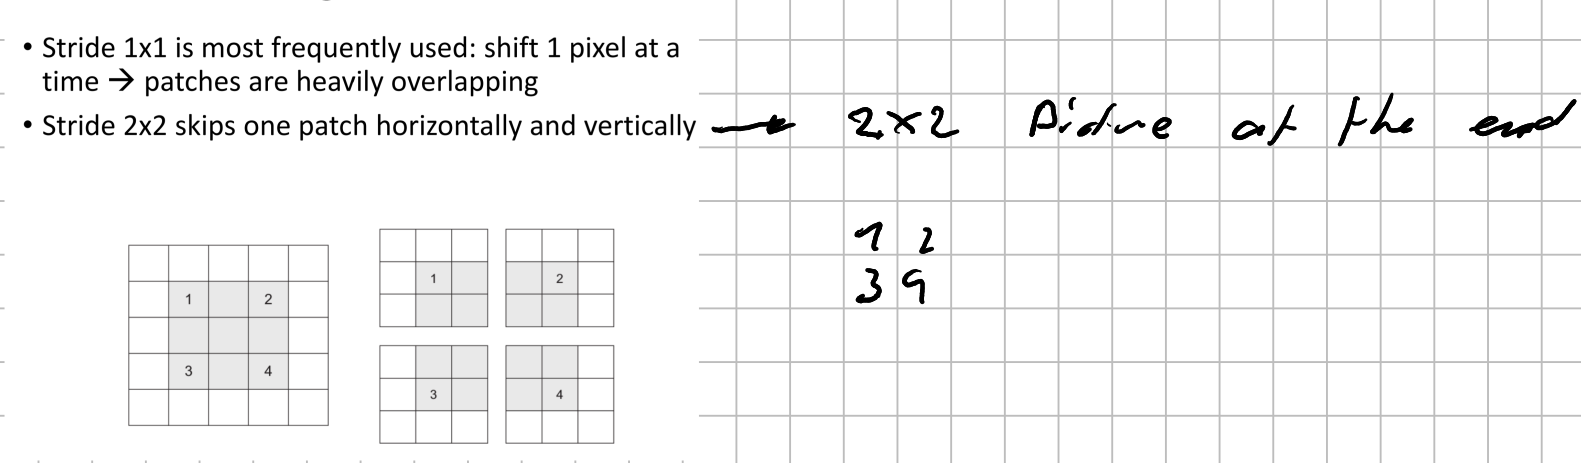 • Stride 1x1 is most frequently used: shift 1 pixel at a
time → patches are heavily overlapping
• Stride 2x2 skips one patch horizontally and vertically → 2x2 Picture at the end
1 2
3 4
1 2
3 4
1 2
3 4